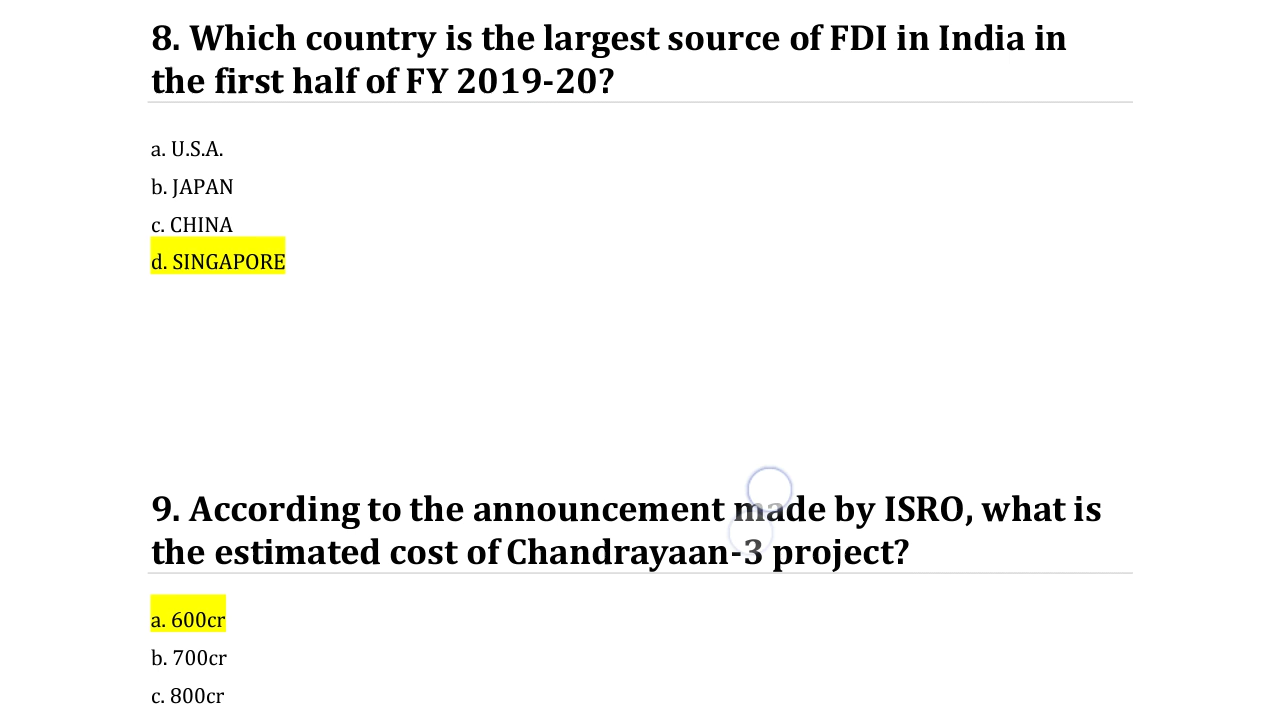 8. Which country is the largest source of FDI in India in
the first half of FY 2019-20?
a. U.S.A.
b. JAPAN
c. CHINA
d. SINGAPORE
9. According to the announcement made by ISRO, what is
the estimated cost of Chandrayaan-3 project?
a. 600cr
b. 700cr
c. 800cr